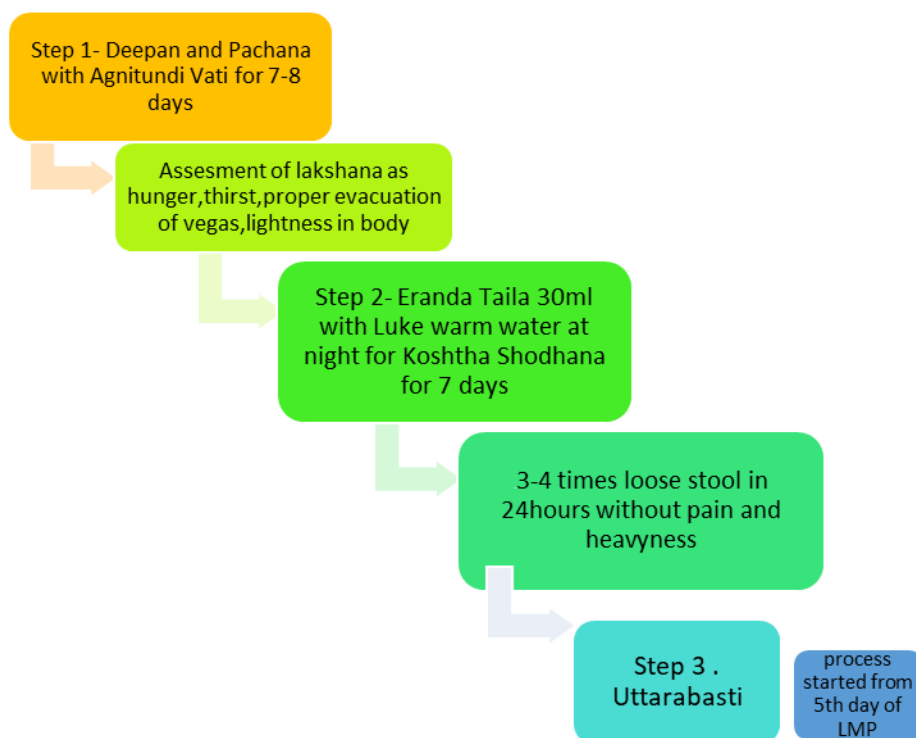 Step 1- Deepan and Pachana
with Agnitundi Vati for 7-8
days
Assesment of lakshana as
hunger,thirst,proper evacuation
of vegas,lightness in body
Step 2- Eranda Taila 30ml
with Luke warm water at
night for Koshtha Shodhana
for 7 days
3-4 times loose stool in
24hours without pain and
heavyness
Step 3 .
Uttarabasti
process
started from
5th day of
LMP